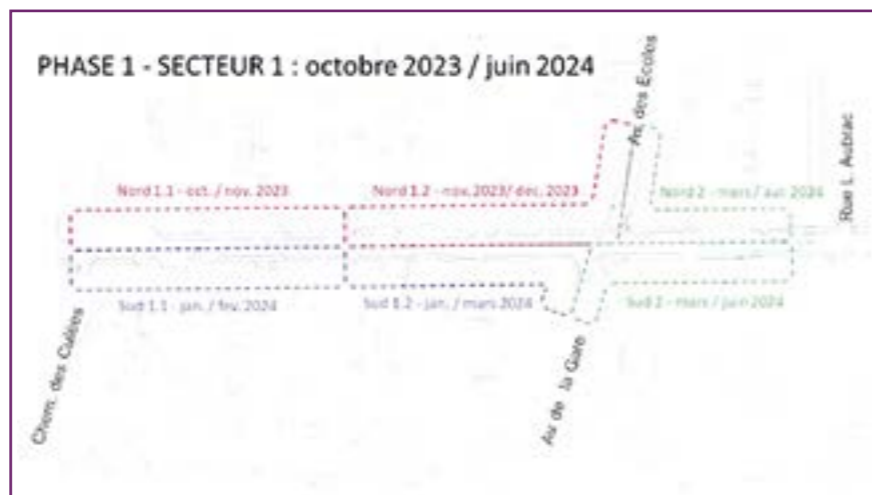 PHASE 1 - SECTEUR 1 : octobre 2023 / juin 2024
Av. des Ecoles
Rue L. Aubrac
Nord 1.1 - oct. / nov. 2023
Nord 1.2 - nov. 2023/ dec. 2023
Nord 2 - mars / avr. 2024
Sud 1.1 - jan. / fev. 2024
Sud 1.2 - jan. / mars 2024
Sud 2 - mars / juin 2024
Chem. des
Av. de la Gare